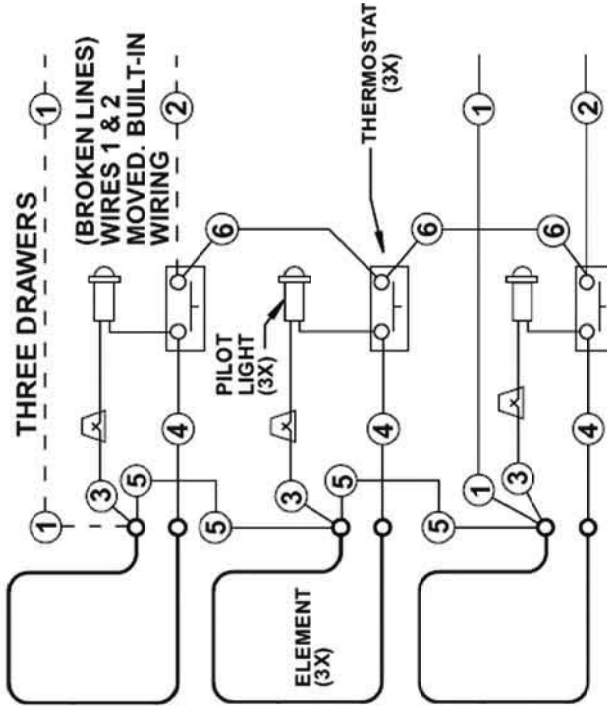 THREE DRAWERS
1
1
(BROKEN LINES)
WIRES 1 & 2
MOVED. BUILT-IN
WIRING
2
3
5
4
6
5
PILOT
LIGHT
(3X)
THERMOSTAT
(3X)
3
5
4
6
5
ELEMENT
(3X)
1
1
3
6
4
2